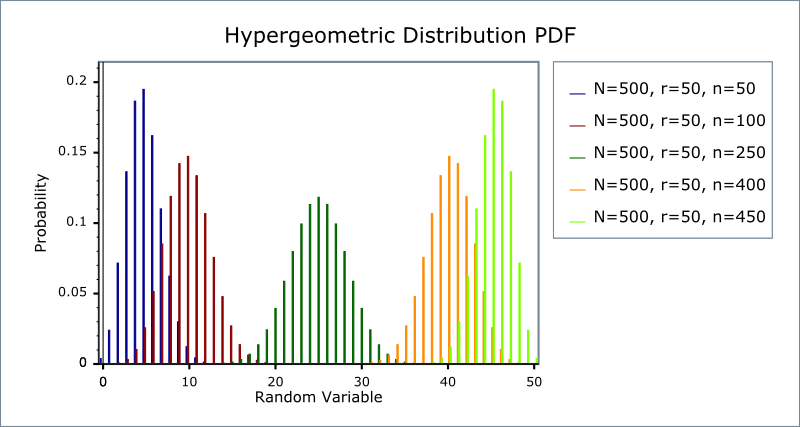 Hypergeometric Distribution PDF
0.2
0.15
0.1
0.05
0
Probability
0
10
20
30
40
50
Random Variable
N=500, r=50, n=50
N=500, r=50, n=100
N=500, r=50, n=250
N=500, r=50, n=400
N=500, r=50, n=450